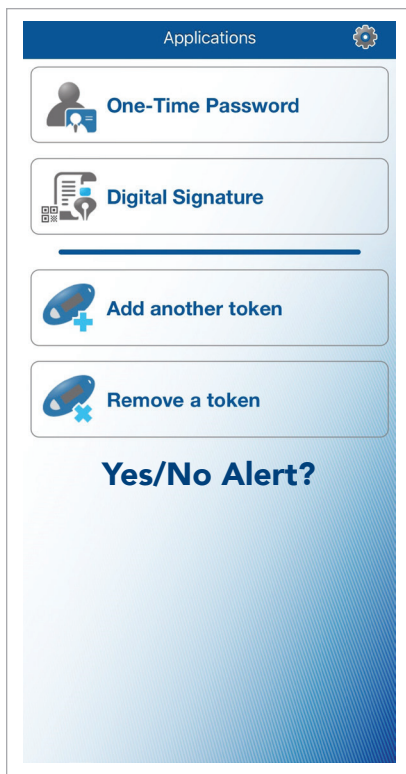 Applications
One-Time Password
Digital Signature
Add another token
Remove a token
Yes/No Alert?